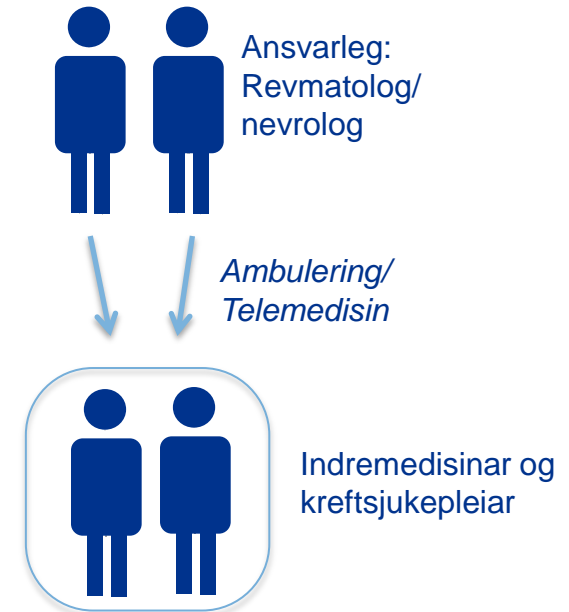 Ansvarleg:
Revmatolog/
nevrolog
Ambulering/
Telemedisin
Indremedisinar og
kreftsjukepleiar